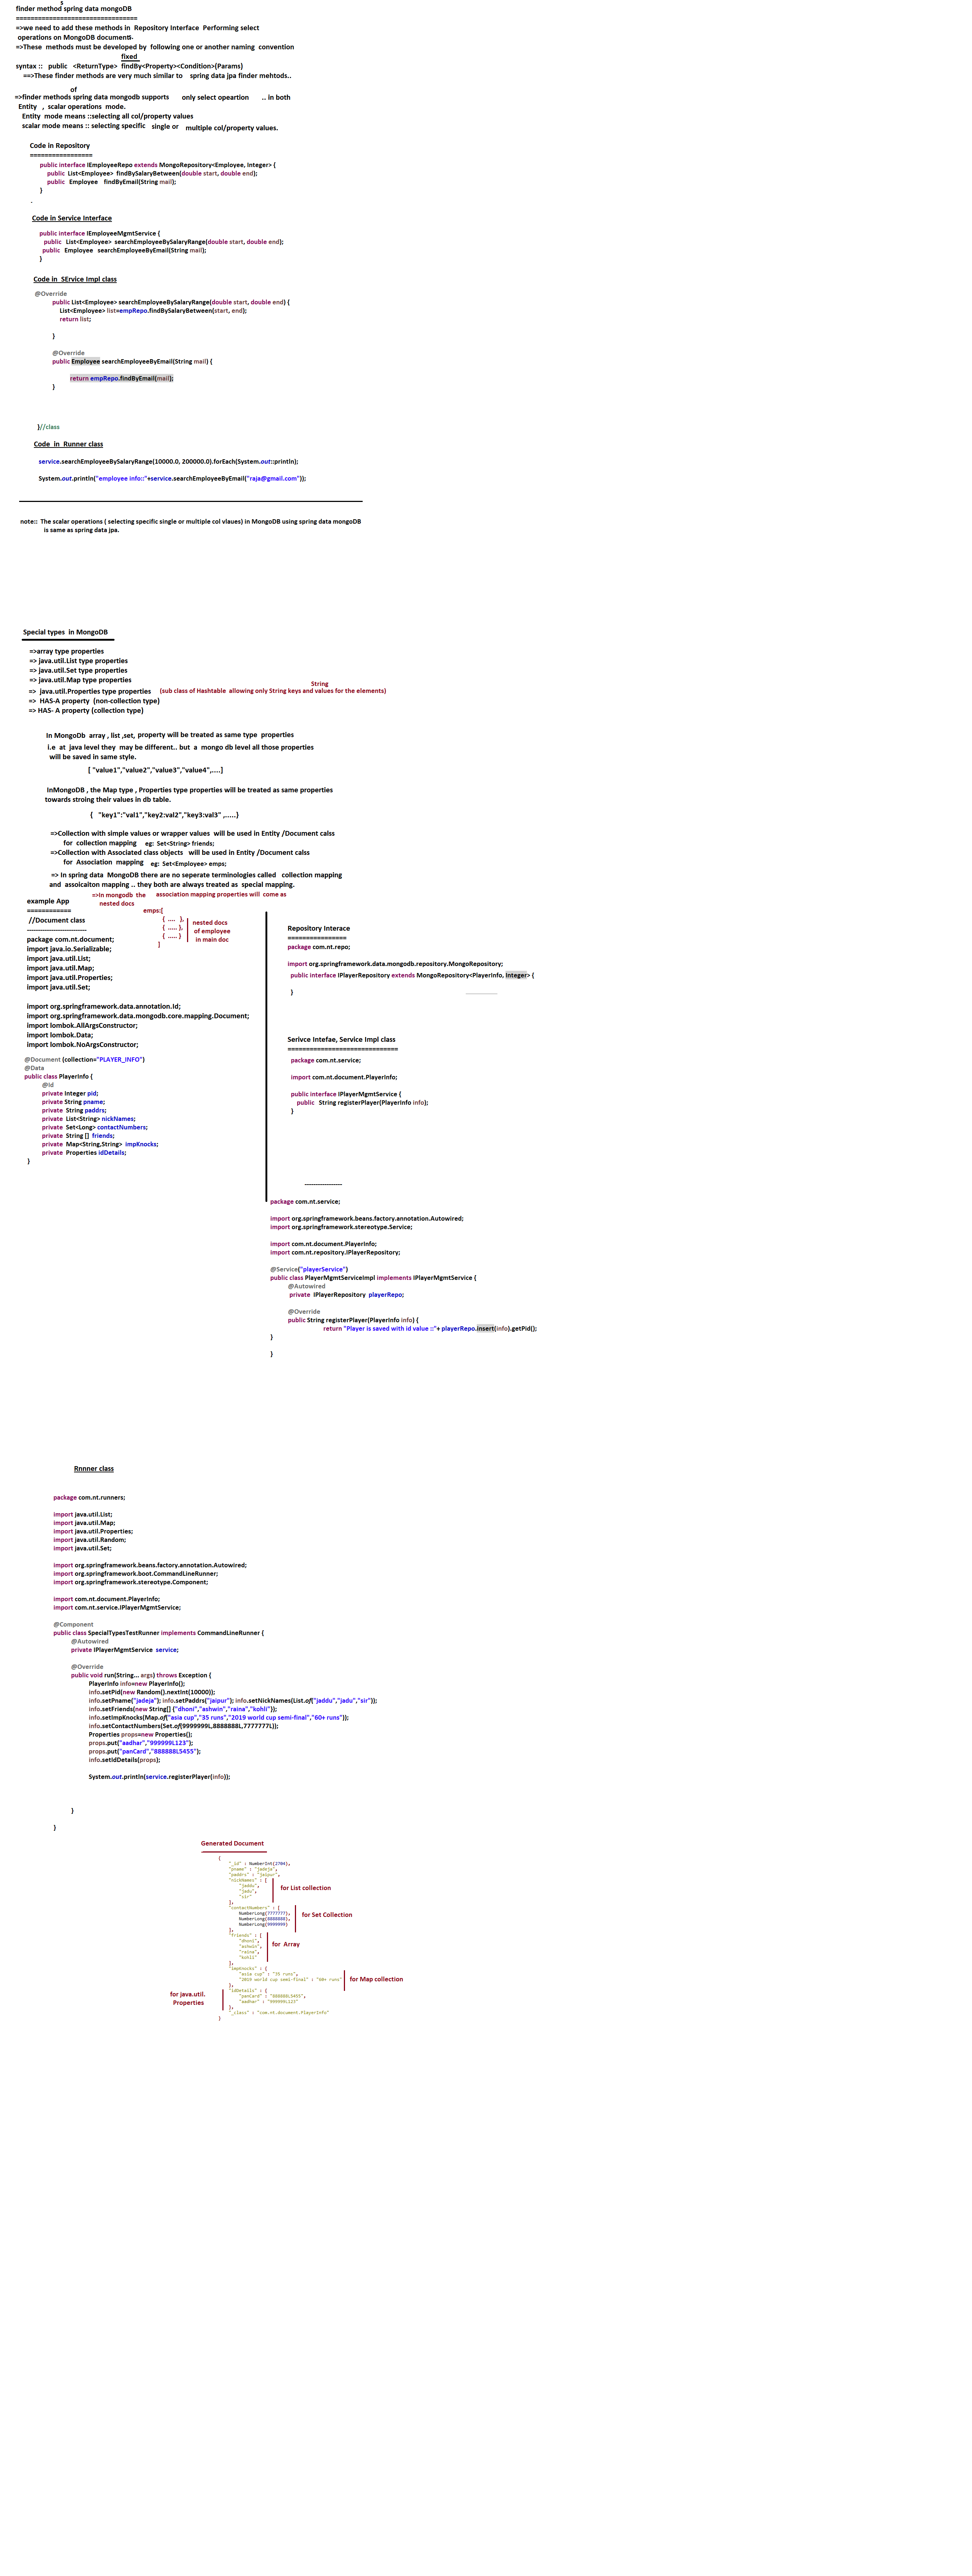 finder methods spring data mongoDB
=================================
=>we need to add these methods in Repository Interface Performing select
operations on MongoDB documents.
=>These methods must be developed by following one or another naming convention
fixed
syntax :: public <ReturnType> findBy<Property><Condition>(Params)
==>These finder methods are very much similar to spring data jpa finder mehtods..
of
=>finder methods spring data mongodb supports only select opeartion .. in both
Entity , scalar operations mode.
Entity mode means ::selecting all col/property values
scalar mode means :: selecting specific single or multiple col/property values.
Code in Repository
=================
public interface IEmployeeRepo extends MongoRepository<Employee, Integer> {
public List<Employee> findBySalaryBetween(double start, double end);
public Employee findByEmail(String mail);
}
Code in Service Interface
public interface IEmployeeMgmtService {
public List<Employee> searchEmployeeBySalaryRange(double start, double end);
public Employee searchEmployeeByEmail(String mail);
}
Code in SErvice Impl class
@Override
public List<Employee> searchEmployeeBySalaryRange(double start, double end) {
List<Employee> list=empRepo.findBySalaryBetween(start, end);
return list;
}
@Override
public Employee searchEmployeeByEmail(String mail) {
return empRepo.findByEmail(mail);
}
}//class
Code in Runner class
service.searchEmployeeBySalaryRange(10000.0, 200000.0).forEach(System.out::println);
System.out.println("employee info::"+service.searchEmployeeByEmail("raja@gmail.com"));
note:: The scalar operations ( selecting specific single or multiple col vlaues) in MongoDB using spring data mongoDB
is same as spring data jpa.
Special types in MongoDB
=>array type properties
=> java.util.List type properties
=> java.util.Set type properties
=> java.util.Map type properties
String
=> java.util.Properties type properties (sub class of Hashtable allowing only String keys and values for the elements)
=> HAS-A property (non-collection type)
=> HAS- A property (collection type)
In MongoDb array , list ,set, property will be treated as same type properties
i.e at java level they may be different.. but a mongo db level all those properties
will be saved in same style.
[ "value1","value2","value3","value4",....]
InMongoDB , the Map type , Properties type properties will be treated as same properties
towards stroing their values in db table.
{ "key1":"val1","key2:val2","key3:val3" ,.....}
=>Collection with simple values or wrapper values will be used in Entity /Document calss
for collection mapping eg: Set<String> friends;
=>Collection with Associated class objects will be used in Entity /Document calss
for Association mapping eg: Set<Employee> emps;
=> In spring data MongoDB there are no seperate terminologies called collection mapping
and assoicaiton mapping .. they both are always treated as special mapping.
=>In mongodb the association mapping properties will come as
nested docs
emps:[
{ .... },
{ ..... },
{ ..... }
]
nested docs
of employee
in main doc
example App
============
//Document class
---------------------------
package com.nt.document;
import java.io.Serializable;
import java.util.List;
import java.util.Map;
import java.util.Properties;
import java.util.Set;
import org.springframework.data.annotation.Id;
import org.springframework.data.mongodb.core.mapping.Document;
import lombok.AllArgsConstructor;
import lombok.Data;
import lombok.NoArgsConstructor;
@Document (collection="PLAYER_INFO")
@Data
public class PlayerInfo {
@Id
private Integer pid;
private String pname;
private String paddrs;
private List<String> nickNames;
private Set<Long> contactNumbers;
private String [] friends;
private Map<String,String> impKnocks;
private Properties idDetails;
}
Repository Interace
================
package com.nt.repo;
import org.springframework.data.mongodb.repository.MongoRepository;
public interface IPlayerRepository extends MongoRepository<PlayerInfo, Integer> {
}
Serivce Intefae, Service Impl class
==============================
package com.nt.service;
import com.nt.document.PlayerInfo;
public interface IPlayerMgmtService {
public String registerPlayer(PlayerInfo info);
}
-----------------
package com.nt.service;
import org.springframework.beans.factory.annotation.Autowired;
import org.springframework.stereotype.Service;
import com.nt.document.PlayerInfo;
import com.nt.repository.IPlayerRepository;
@Service("playerService")
public class PlayerMgmtServiceImpl implements IPlayerMgmtService {
@Autowired
private IPlayerRepository playerRepo;
@Override
public String registerPlayer(PlayerInfo info) {
return "Player is saved with id value ::"+ playerRepo.insert(info).getPid();
}
}
Rnnner class
package com.nt.runners;
import java.util.List;
import java.util.Map;
import java.util.Properties;
import java.util.Random;
import java.util.Set;
import org.springframework.beans.factory.annotation.Autowired;
import org.springframework.boot.CommandLineRunner;
import org.springframework.stereotype.Component;
import com.nt.document.PlayerInfo;
import com.nt.service.IPlayerMgmtService;
@Component
public class SpecialTypesTestRunner implements CommandLineRunner {
@Autowired
private IPlayerMgmtService service;
@Override
public void run(String... args) throws Exception {
PlayerInfo info=new PlayerInfo();
info.setPid(new Random().nextInt(10000));
info.setPname("jadeja"); info.setPaddrs("jaipur"); info.setNickNames(List.of("jaddu","jadu","sir"));
info.setFriends(new String[] {"dhoni","ashwin","raina","kohli"});
info.setImpKnocks(Map.of("asia cup","35 runs","2019 world cup semi-final","60+ runs"));
info.setContactNumbers(Set.of(9999999L,8888888L,7777777L));
Properties props=new Properties();
props.put("aadhar","999999L123");
props.put("panCard","888888L5455");
info.setIdDetails(props);
System.out.println(service.registerPlayer(info));
}
}
Generated Document
{
"_id" : NumberInt(2704),
"pname" : "jadeja",
"paddrs" : "jaipur",
"nickNames" : [
"jaddu",
"jadu",
"sir"
],
for List collection
"contactNumbers" : [
NumberLong(7777777),
NumberLong(8888888),
NumberLong(9999999)
],
for Set Collection
"friends" : [
"dhoni",
"ashwin",
"raina",
"kohli"
],
for Array
"impKnocks" : {
"asia cup" : "35 runs",
"2019 world cup semi-final" : "60+ runs"
},
for Map collection
"idDetails" : {
"panCard" : "888888L5455",
"aadhar" : "999999L123"
},
for java.util.
Properties
"_class" : "com.nt.document.PlayerInfo"
}